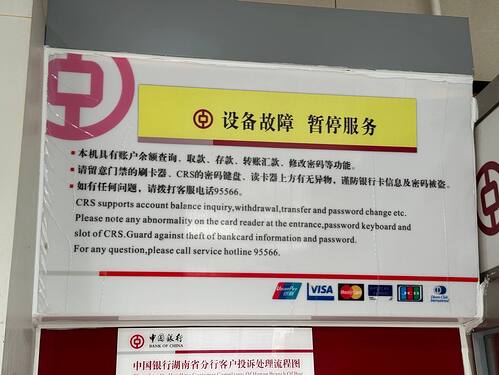 设备故障 暂停服务
▪ 本机具有账户余额查询、取款、存款、转账汇款、修改密码等功能。
▪ 请留意门禁的刷卡器、CRS的密码键盘、读卡器上方有无异物，谨防银行卡信息及密码被盗。
▪ 如有任何问题，请拨打客服电话95566。
CRS supports account balance inquiry,withdrawal,transfer and password change etc.
Please note any abnormality on the card reader at the entrance,password keyboard and
slot of CRS.Guard against theft of bankcard information and password.
For any question,please call service hotline 95566.
UnionPay 银联 VISA MasterCard JCB Diners Club
中国银行
BANK OF CHINA
中国银行湖南省分行客户投诉处理流程图